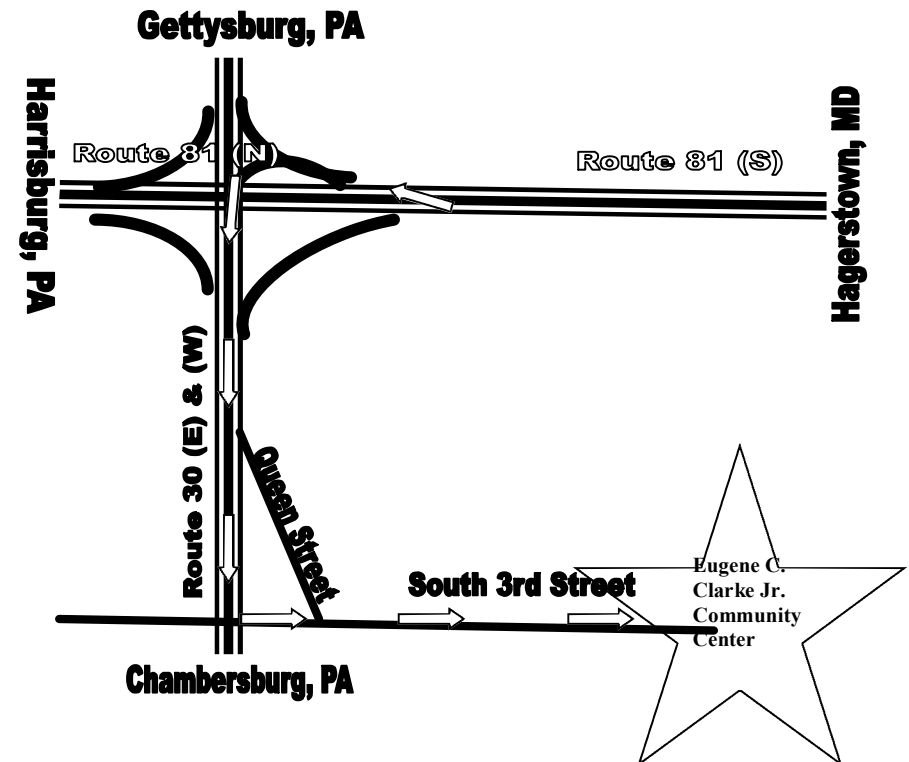 Gettysburg, PA
Harrisburg, PA
Route 81 (N)
Route 81 (S)
Hagerstown, MD
Route 30 (E) & (W)
Queen Street
South 3rd Street
Eugene C.
Clarke Jr.
Community
Center
Chambersburg, PA